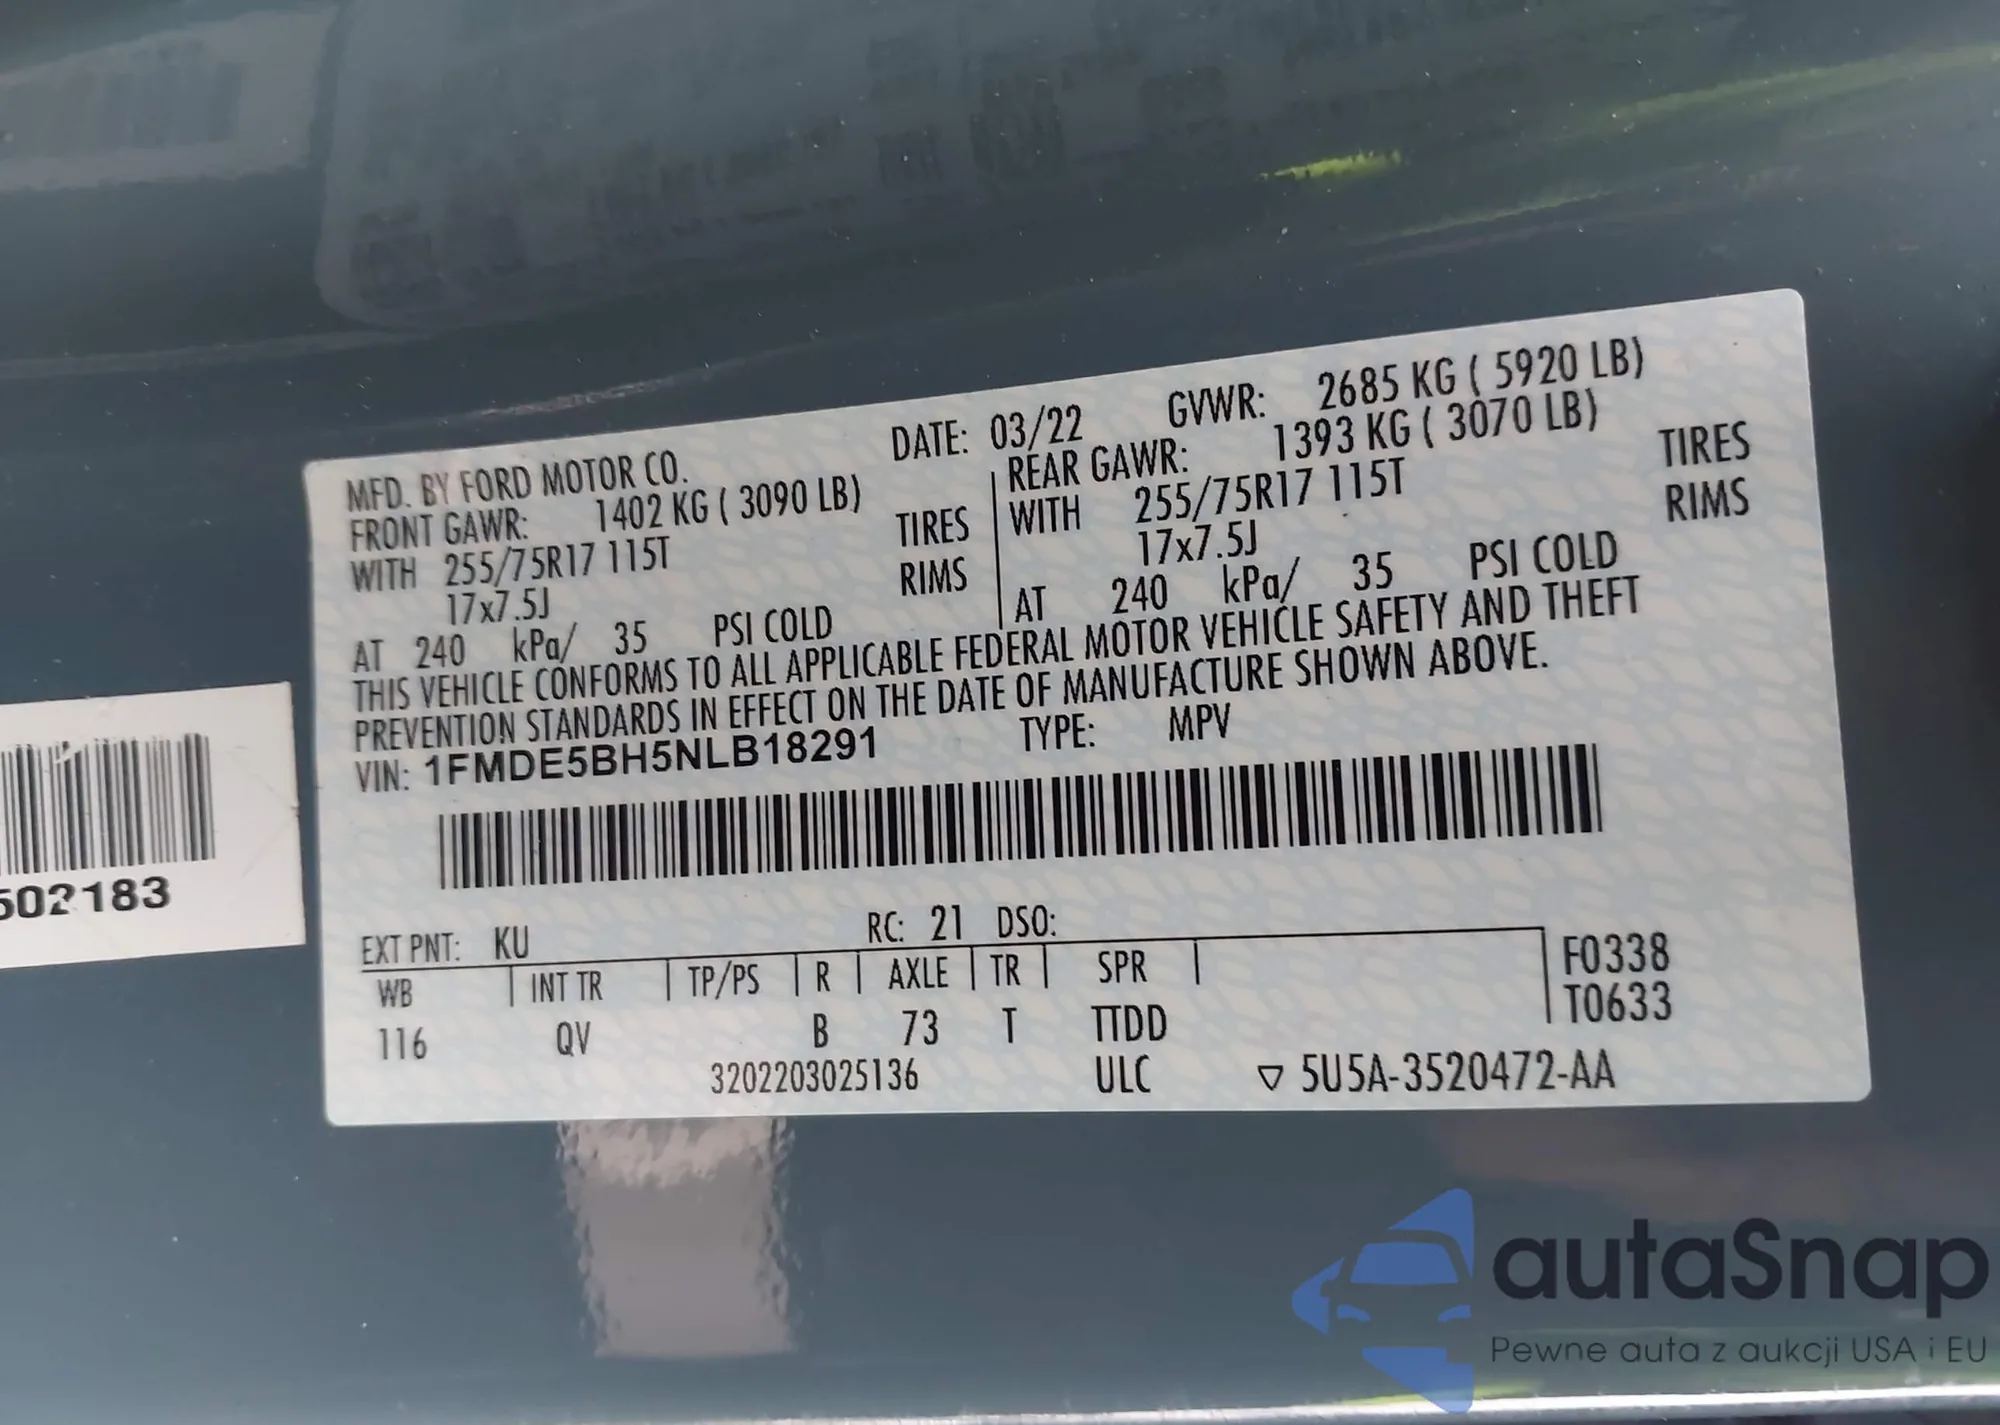 MFD. BY FORD MOTOR CO. DATE: 03/22 GVWR: 2685 KG ( 5920 LB)
FRONT GAWR: 1402 KG ( 3090 LB) REAR GAWR: 1393 KG ( 3070 LB)
WITH 255/75R17 115T TIRES WITH 255/75R17 115T TIRES
17x7.5J RIMS 17x7.5J RIMS
AT 240 kPa/ 35 PSI COLD AT 240 kPa/ 35 PSI COLD
THIS VEHICLE CONFORMS TO ALL APPLICABLE FEDERAL MOTOR VEHICLE SAFETY AND THEFT
PREVENTION STANDARDS IN EFFECT ON THE DATE OF MANUFACTURE SHOWN ABOVE.
VIN: 1FMDE5BH5NLB18291 TYPE: MPV
502183
EXT PNT: KU RC: 21 DSO:
WB INT TR TP/PS R AXLE TR SPR F0338
116 QV B 73 T TTDD T0633
3202203025136 ULC ▽ 5U5A-3520472-AA
autaSnap
Pewne auta z aukcji USA i EU